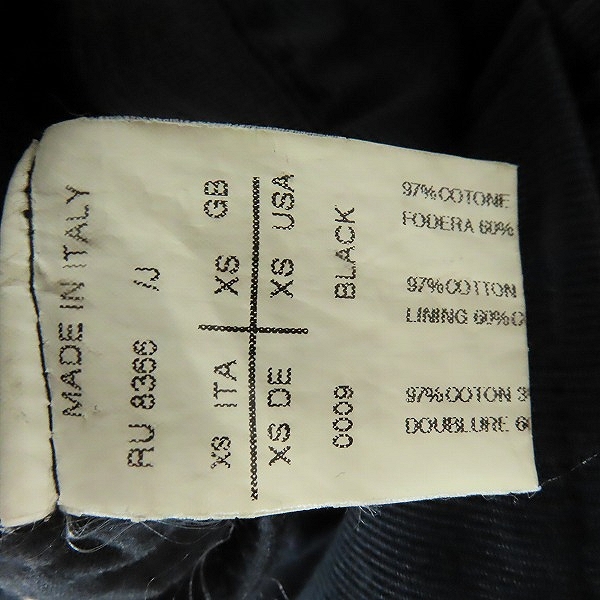 MADE IN ITALY
RU 8366 /J
XS ITA XS GB
XS DE XS USA
0009 BLACK
97% COTONE
FODERA 60%
97% COTTON
LINING 60%
97% COTON
DOUBLURE